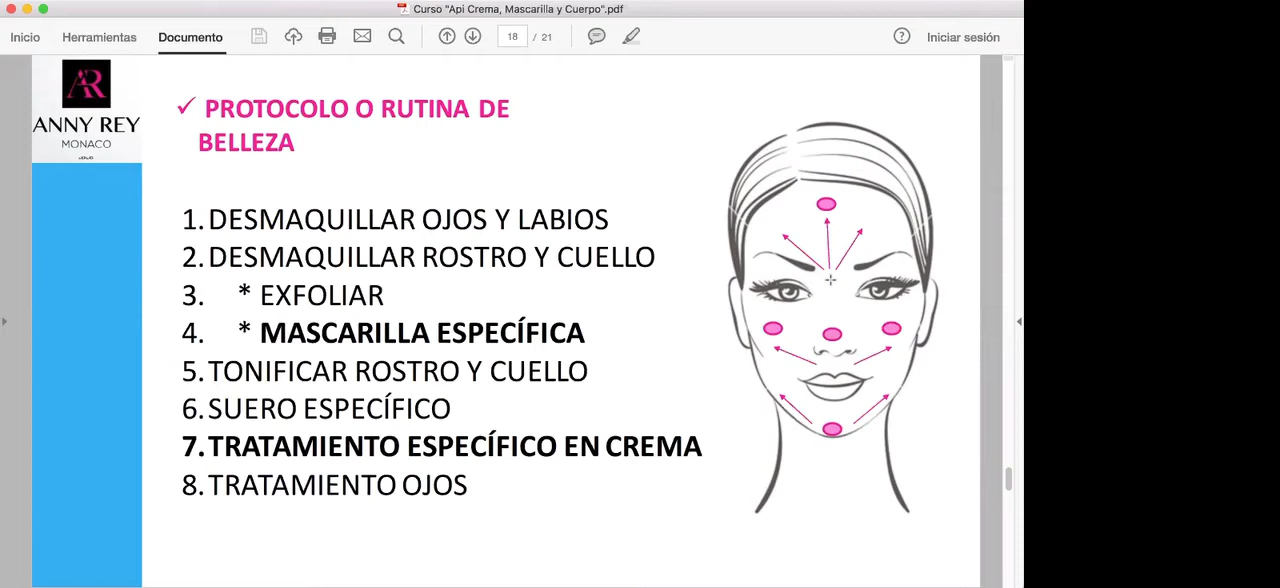 Curso "Api Crema, Mascarilla y Cuerpo".pdf
Inicio Herramientas Documento 18 / 21 Iniciar sesión
AR
ANNY REY
MONACO
✓ PROTOCOLO O RUTINA DE
BELLEZA
1. DESMAQUILLAR OJOS Y LABIOS
2. DESMAQUILLAR ROSTRO Y CUELLO
3. * EXFOLIAR
4. * MASCARILLA ESPECÍFICA
5. TONIFICAR ROSTRO Y CUELLO
6. SUERO ESPECÍFICO
7. TRATAMIENTO ESPECÍFICO EN CREMA
8. TRATAMIENTO OJOS